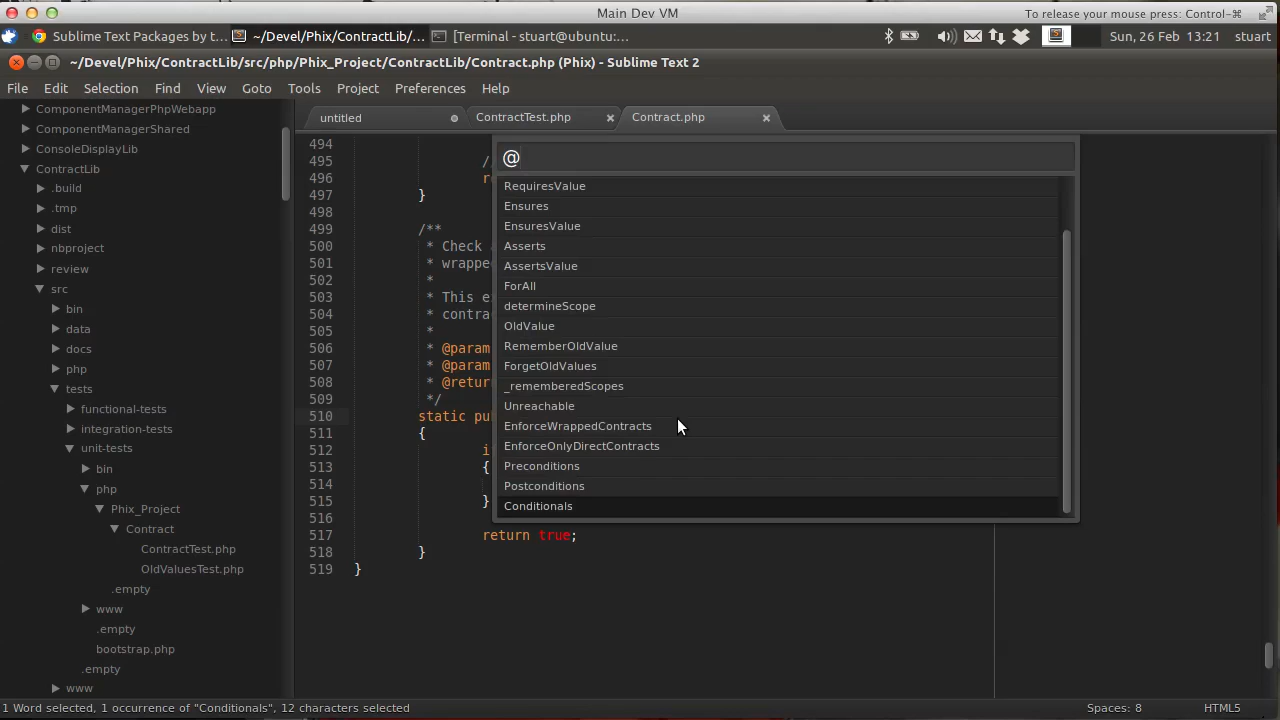 Main Dev VM
To release your mouse press: Control-⌘
Sublime Text Packages by t...
~/Devel/Phix/ContractLib/...
[Terminal - stuart@ubuntu:...
Sun, 26 Feb 13:21
stuart
~/Devel/Phix/ContractLib/src/php/Phix_Project/ContractLib/Contract.php (Phix) - Sublime Text 2
File Edit Selection Find View Goto Tools Project Preferences Help
ComponentManagerPhpWebapp
ComponentManagerShared
ConsoleDisplayLib
ContractLib
.build
.tmp
dist
nbproject
review
src
bin
data
docs
php
tests
functional-tests
integration-tests
unit-tests
bin
php
Phix_Project
Contract
ContractTest.php
OldValuesTest.php
.empty
www
.empty
bootstrap.php
.empty
www
untitled
ContractTest.php
Contract.php
494
495 /
496 re
497 }
498
499 /**
500 * Check
501 * wrappe
502 *
503 * This e
504 * contra
505 *
506 * @param
507 * @param
508 * @retur
509 */
510 static pu
511 {
512 i
513 {
514
515 }
516
517 return true;
518 }
519 }
@
RequiresValue
Ensures
EnsuresValue
Asserts
AssertsValue
ForAll
determineScope
OldValue
RememberOldValue
ForgetOldValues
_rememberedScopes
Unreachable
EnforceWrappedContracts
EnforceOnlyDirectContracts
Preconditions
Postconditions
Conditionals
1 Word selected, 1 occurrence of "Conditionals", 12 characters selected
Spaces: 8
HTML5